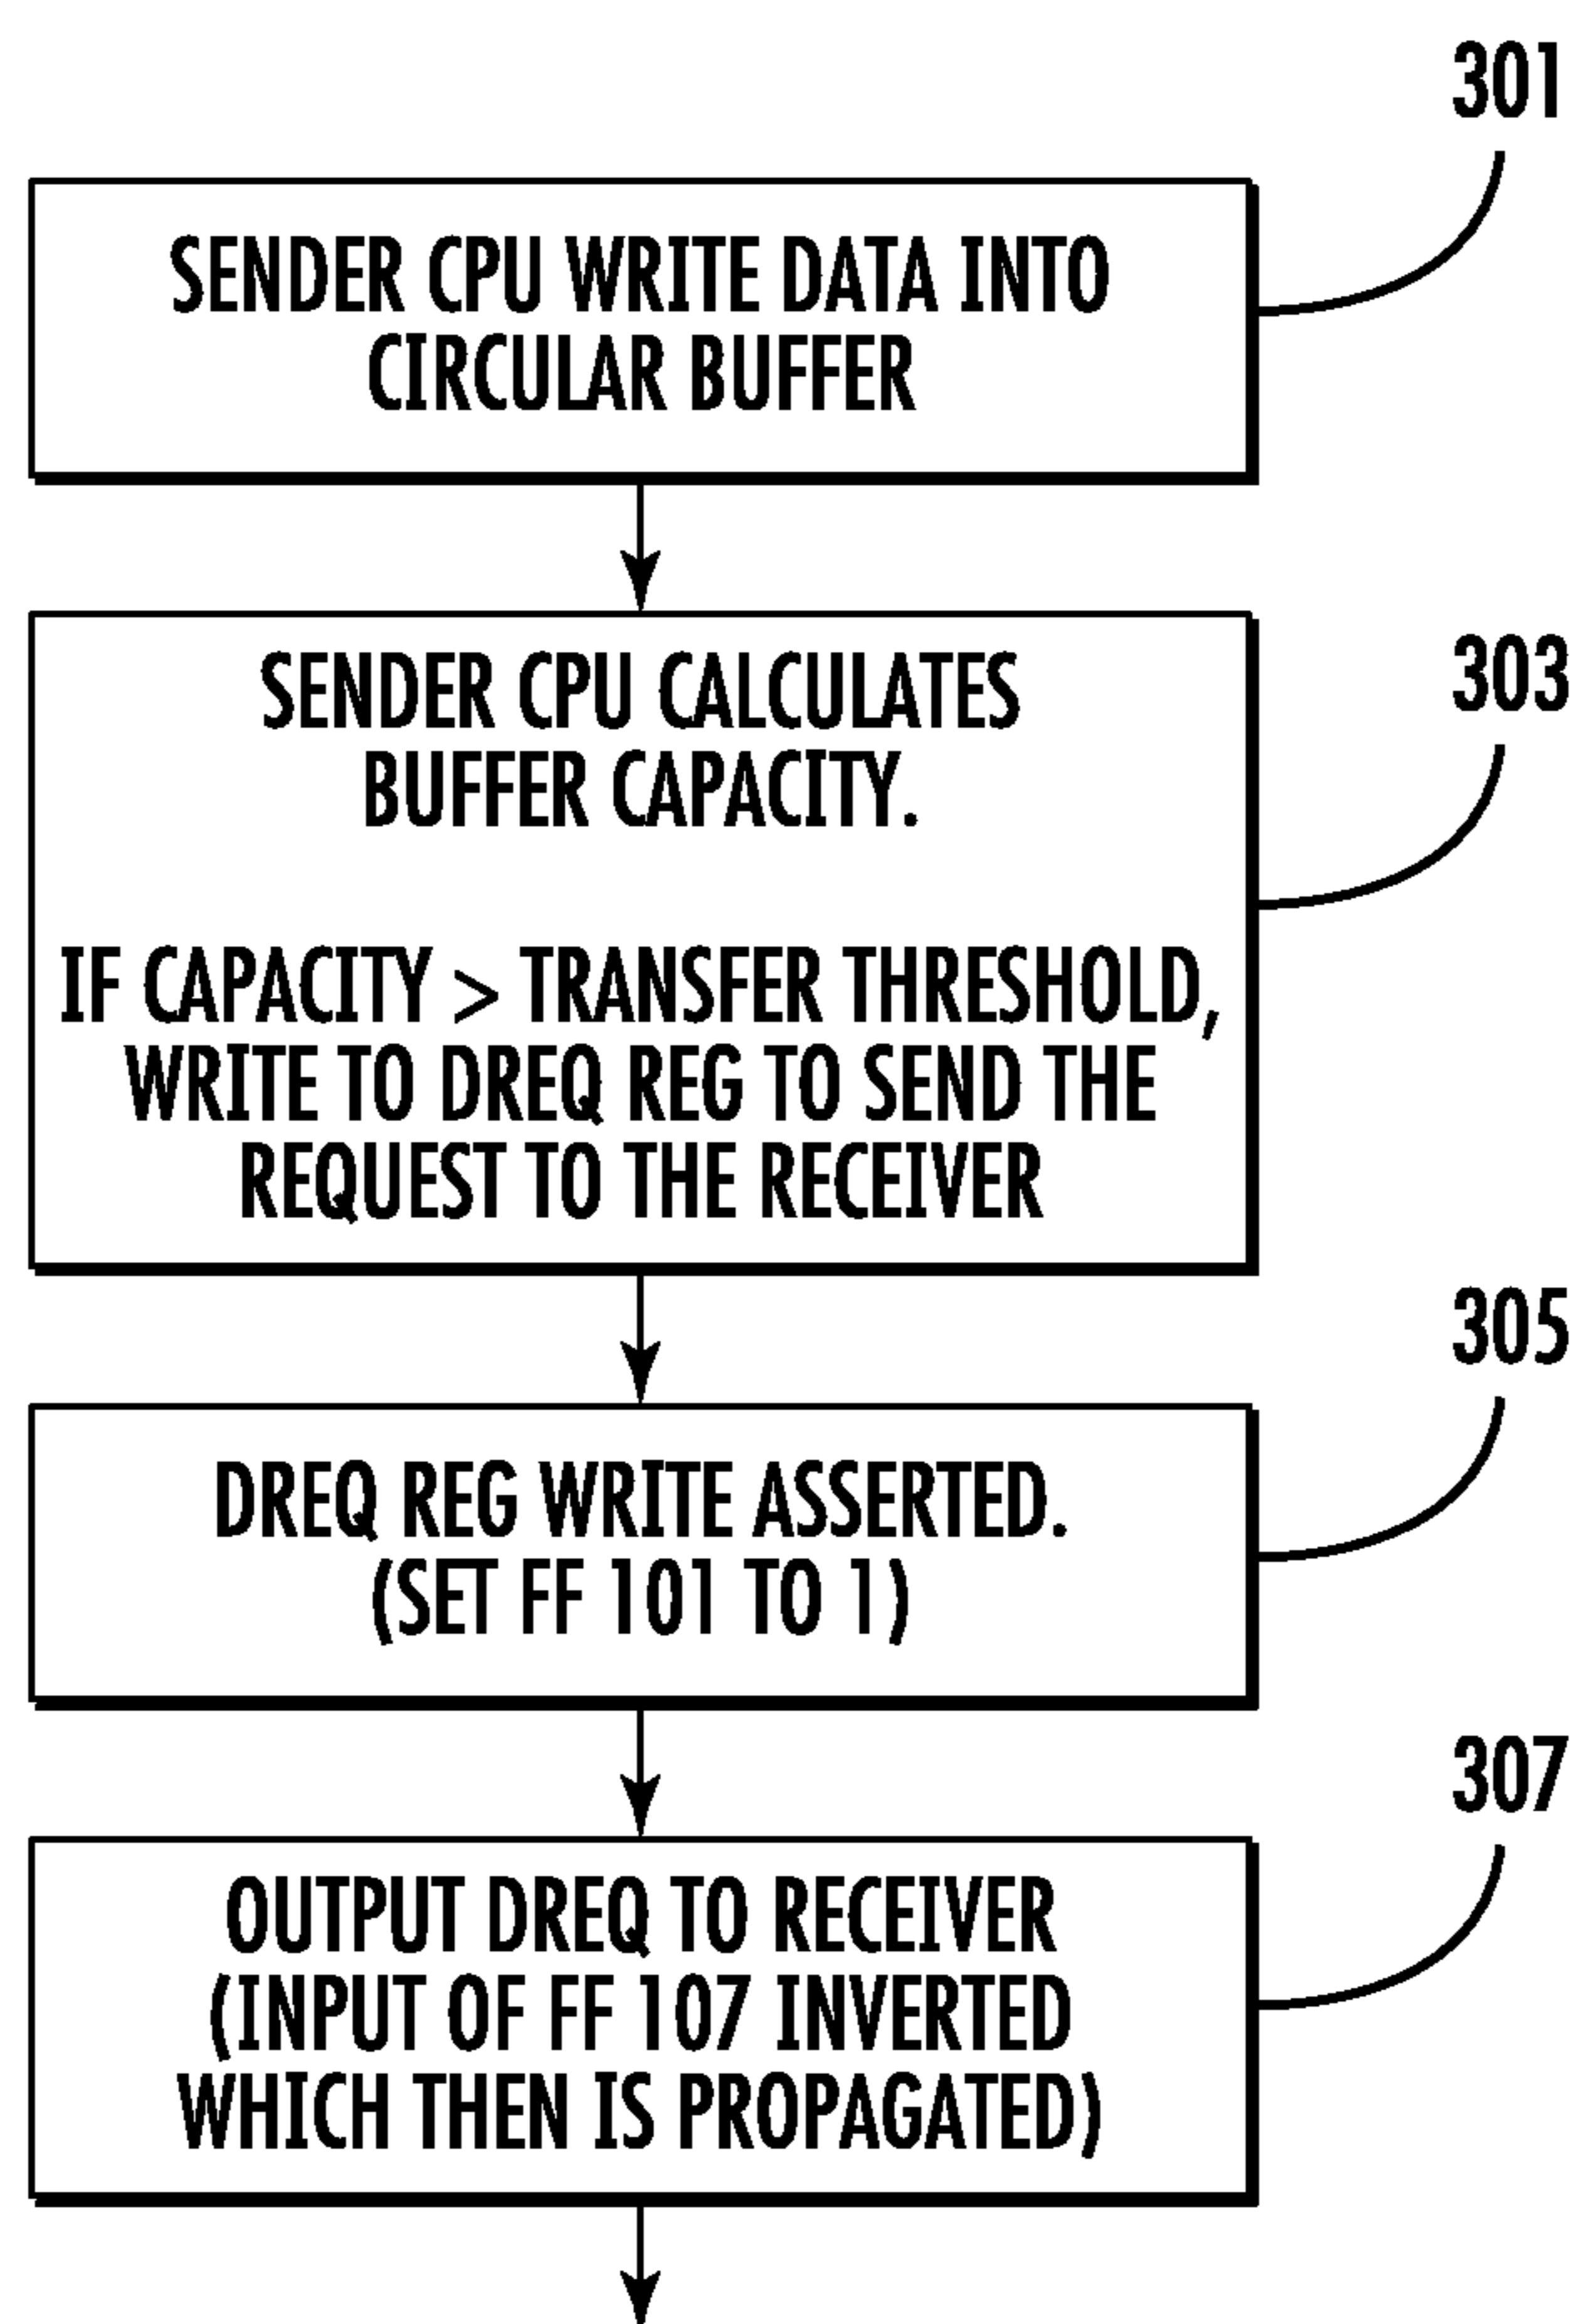 301
SENDER CPU WRITE DATA INTO
CIRCULAR BUFFER
303
SENDER CPU CALCULATES
BUFFER CAPACITY.
IF CAPACITY > TRANSFER THRESHOLD,
WRITE TO DREQ REG TO SEND THE
REQUEST TO THE RECEIVER
305
DREQ REG WRITE ASSERTED.
(SET FF 101 TO 1)
307
OUTPUT DREQ TO RECEIVER
(INPUT OF FF 107 INVERTED
WHICH THEN IS PROPAGATED)